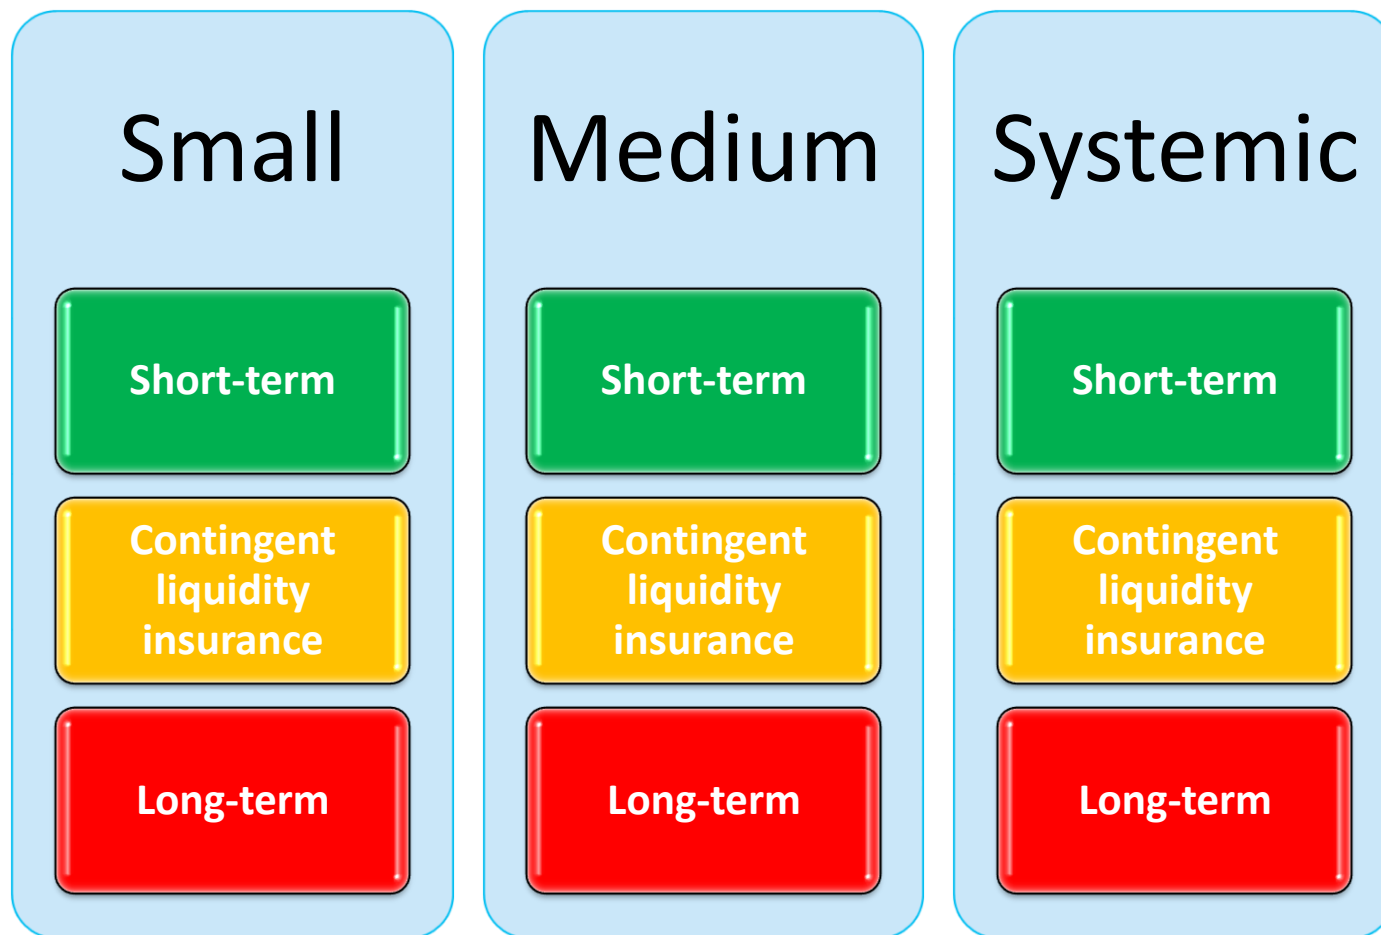 Small
Short-term
Contingent
liquidity
insurance
Long-term
Medium
Short-term
Contingent
liquidity
insurance
Long-term
Systemic
Short-term
Contingent
liquidity
insurance
Long-term